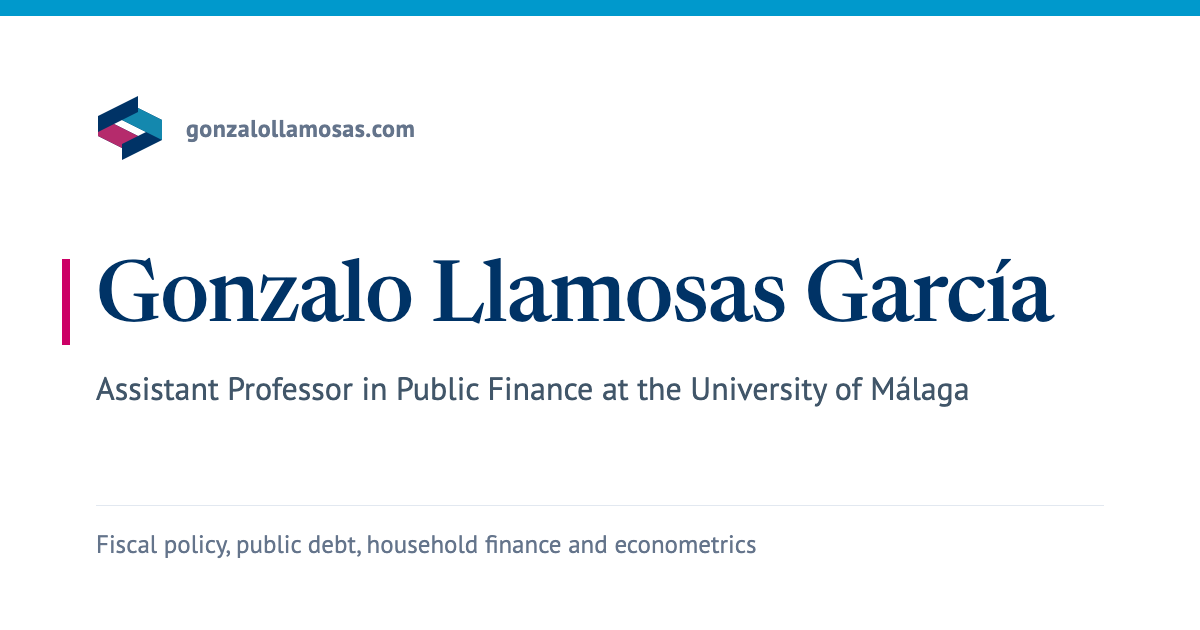 gonzalollamosas.com
Gonzalo Llamosas García
Assistant Professor in Public Finance at the University of Málaga
Fiscal policy, public debt, household finance and econometrics